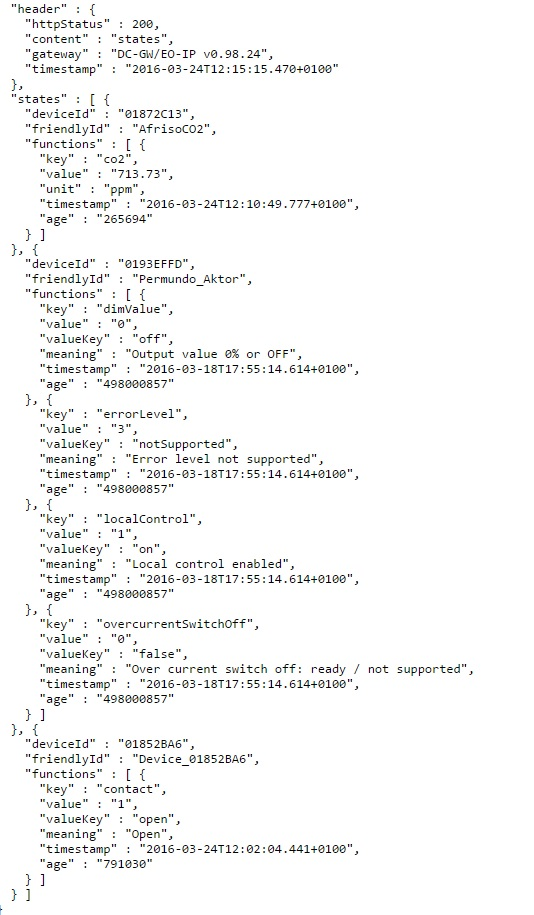 "header" : {
"httpStatus" : 200,
"content" : "states",
"gateway" : "DC-GW/EO-IP v0.98.24",
"timestamp" : "2016-03-24T12:15:15.470+0100"
},
"states" : [ {
"deviceId" : "01872C13",
"friendlyId" : "AfrisoCO2",
"functions" : [ {
"key" : "co2",
"value" : "713.73",
"unit" : "ppm",
"timestamp" : "2016-03-24T12:10:49.777+0100",
"age" : "265694"
} ]
}, {
"deviceId" : "0193EFFD",
"friendlyId" : "Permundo_Aktor",
"functions" : [ {
"key" : "dimValue",
"value" : "0",
"valueKey" : "off",
"meaning" : "Output value 0% or OFF",
"timestamp" : "2016-03-18T17:55:14.614+0100",
"age" : "498000857"
}, {
"key" : "errorLevel",
"value" : "3",
"valueKey" : "notSupported",
"meaning" : "Error level not supported",
"timestamp" : "2016-03-18T17:55:14.614+0100",
"age" : "498000857"
}, {
"key" : "localControl",
"value" : "1",
"valueKey" : "on",
"meaning" : "Local control enabled",
"timestamp" : "2016-03-18T17:55:14.614+0100",
"age" : "498000857"
}, {
"key" : "overcurrentSwitchOff",
"value" : "0",
"valueKey" : "false",
"meaning" : "Over current switch off: ready / not supported",
"timestamp" : "2016-03-18T17:55:14.614+0100",
"age" : "498000857"
} ]
}, {
"deviceId" : "01852BA6",
"friendlyId" : "Device_01852BA6",
"functions" : [ {
"key" : "contact",
"value" : "1",
"valueKey" : "open",
"meaning" : "Open",
"timestamp" : "2016-03-24T12:02:04.441+0100",
"age" : "791030"
} ]
} ]
}